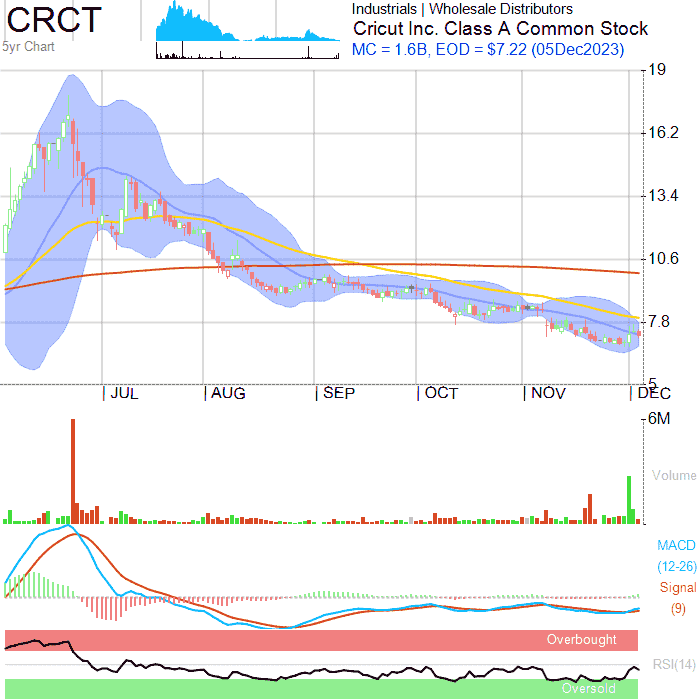 CRCT
5yr Chart
Industrials | Wholesale Distributors
Cricut Inc. Class A Common Stock
MC = 1.6B, EOD = $7.22 (05Dec2023)
19
16.2
13.4
10.6
7.8
5
JUL
AUG
SEP
OCT
NOV
DEC
6M
Volume
MACD
(12-26)
Signal
(9)
Overbought
RSI(14)
Oversold